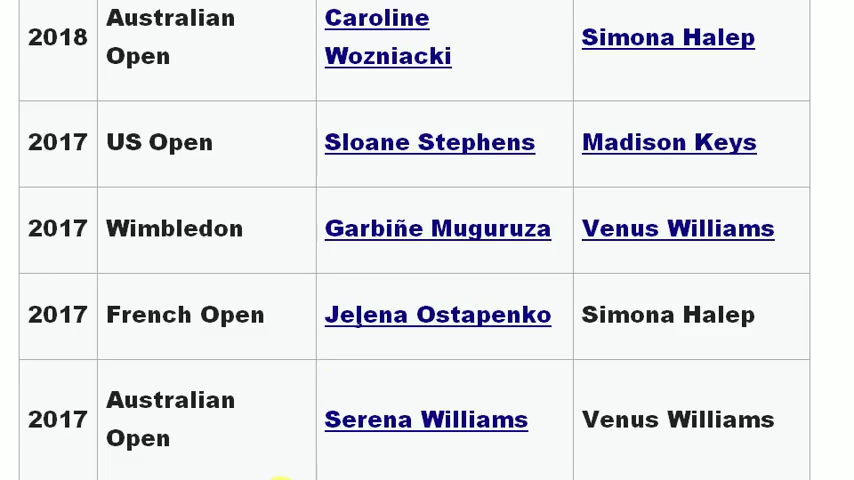 2018 Australian Open Caroline Wozniacki Simona Halep
2017 US Open Sloane Stephens Madison Keys
2017 Wimbledon Garbiñe Muguruza Venus Williams
2017 French Open Jeļena Ostapenko Simona Halep
2017 Australian Open Serena Williams Venus Williams